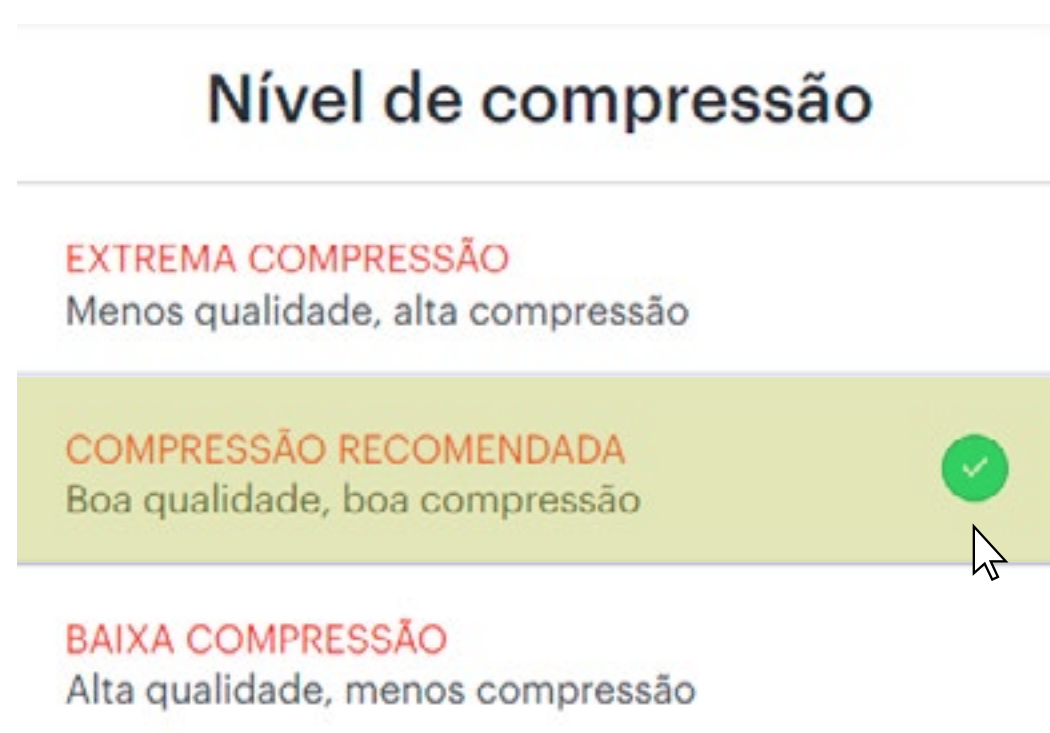 Nível de compressão
EXTREMA COMPRESSÃO
Menos qualidade, alta compressão
COMPRESSÃO RECOMENDADA
Boa qualidade, boa compressão
BAIXA COMPRESSÃO
Alta qualidade, menos compressão